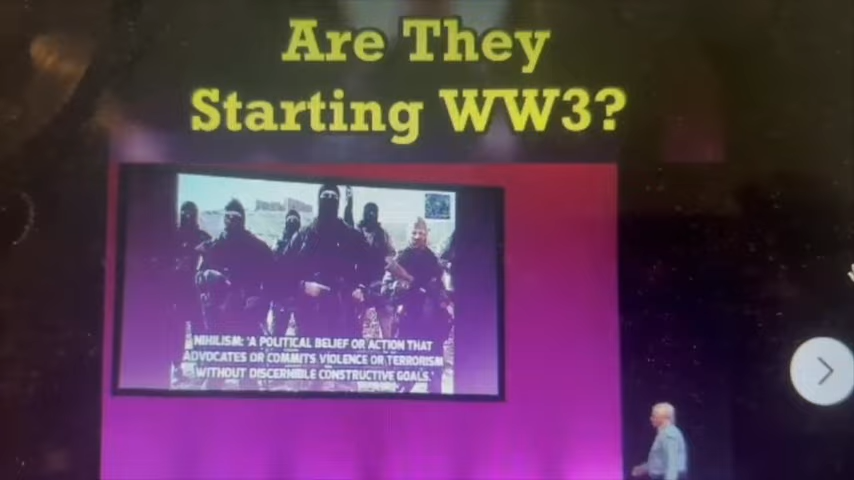 Are They
Starting WW3?
NIHILISM: 'A POLITICAL BELIEF OR ACTION THAT
ADVOCATES OR COMMITS VIOLENCE OR TERRORISM
WITHOUT DISCERNIBLE CONSTRUCTIVE GOALS.'